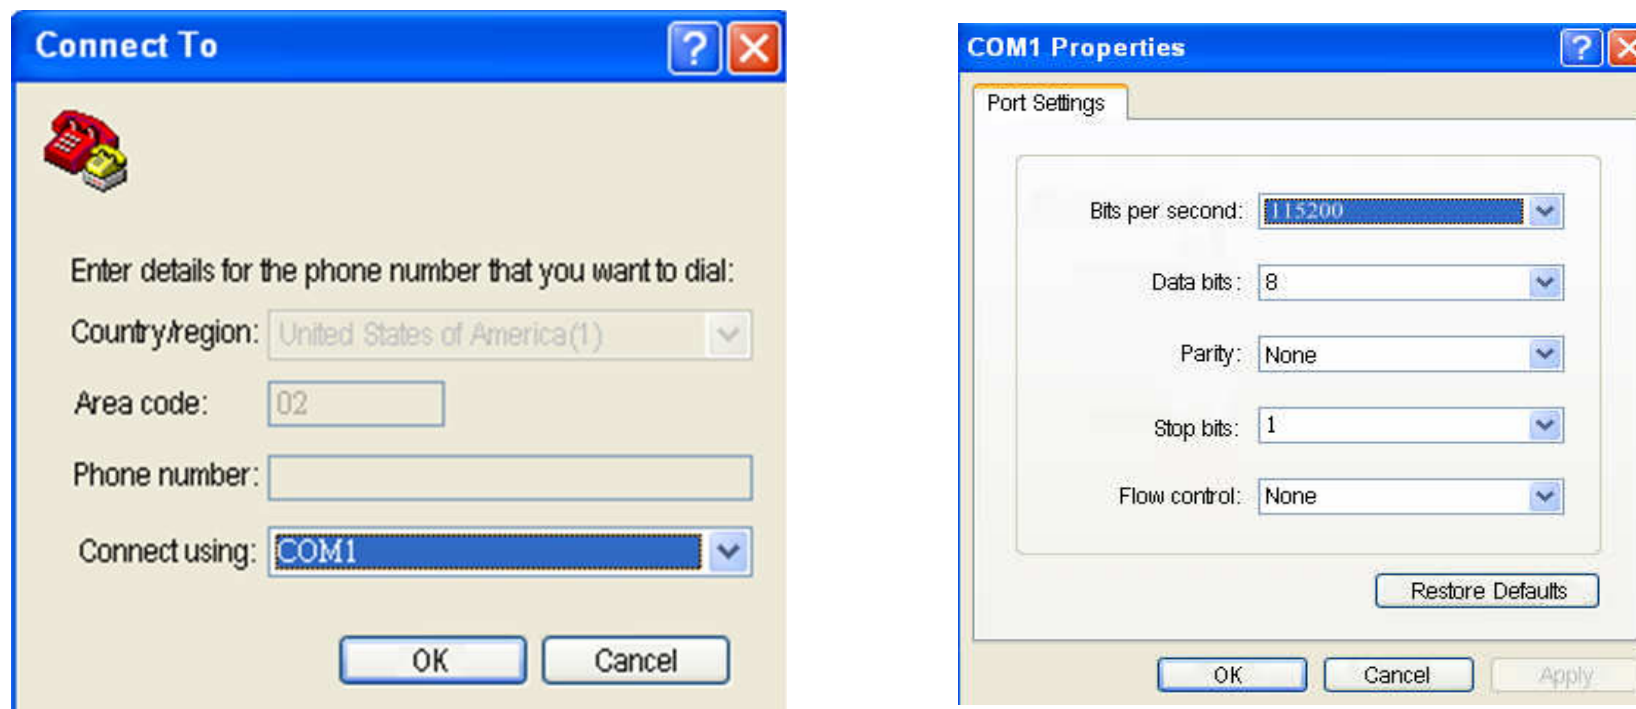 Connect To
?
Enter details for the phone number that you want to dial:
Country/region: United States of America(1)
Area code: 02
Phone number:
Connect using: COM1
OK Cancel
COM1 Properties
?
Port Settings
Bits per second: 115200
Data bits: 8
Parity: None
Stop bits: 1
Flow control: None
Restore Defaults
OK Cancel Apply